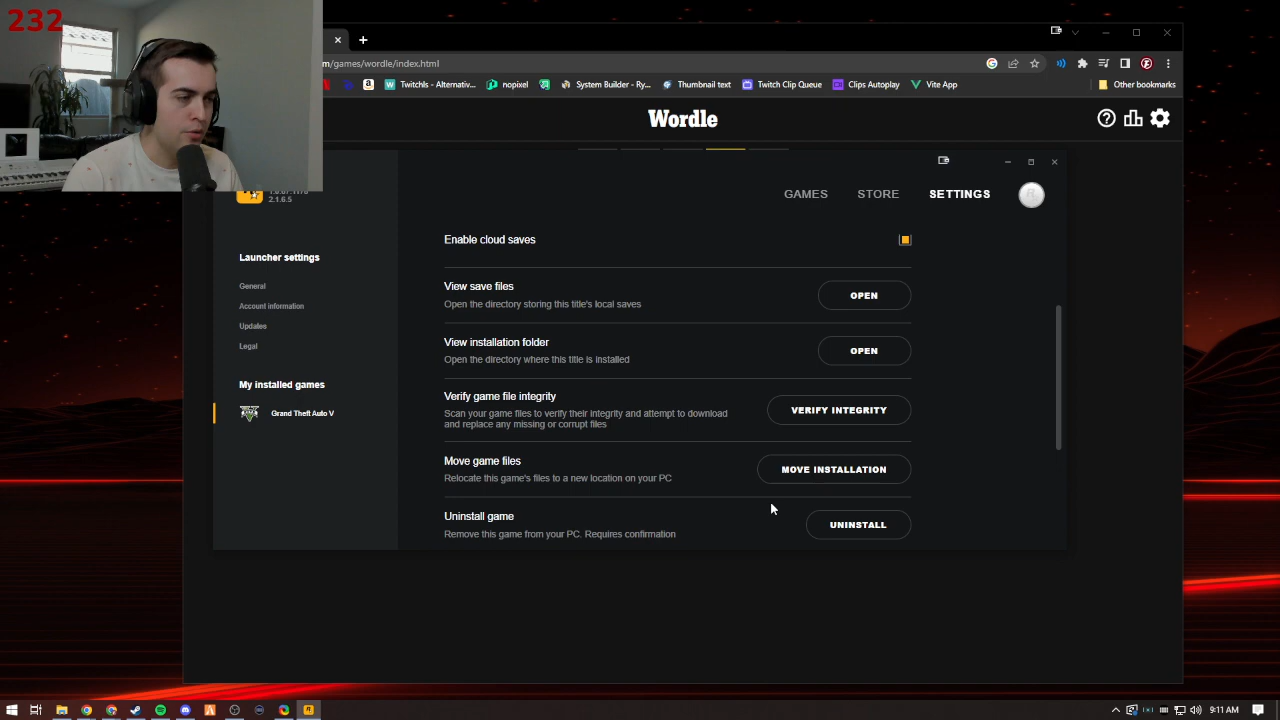 232
m/games/wordle/index.html
Twitchls - Alternativ...
nopixel
System Builder - Ry...
Thumbnail text
Twitch Clip Queue
Clips Autoplay
Vite App
Other bookmarks
Wordle
2.1.6.5
GAMES
STORE
SETTINGS
Launcher settings
General
Account information
Updates
Legal
My installed games
Grand Theft Auto V
Enable cloud saves
View save files
Open the directory storing this title's local saves
OPEN
View installation folder
Open the directory where this title is installed
OPEN
Verify game file integrity
Scan your game files to verify their integrity and attempt to download
and replace any missing or corrupt files
VERIFY INTEGRITY
Move game files
Relocate this game's files to a new location on your PC
MOVE INSTALLATION
Uninstall game
Remove this game from your PC. Requires confirmation
UNINSTALL
9:11 AM